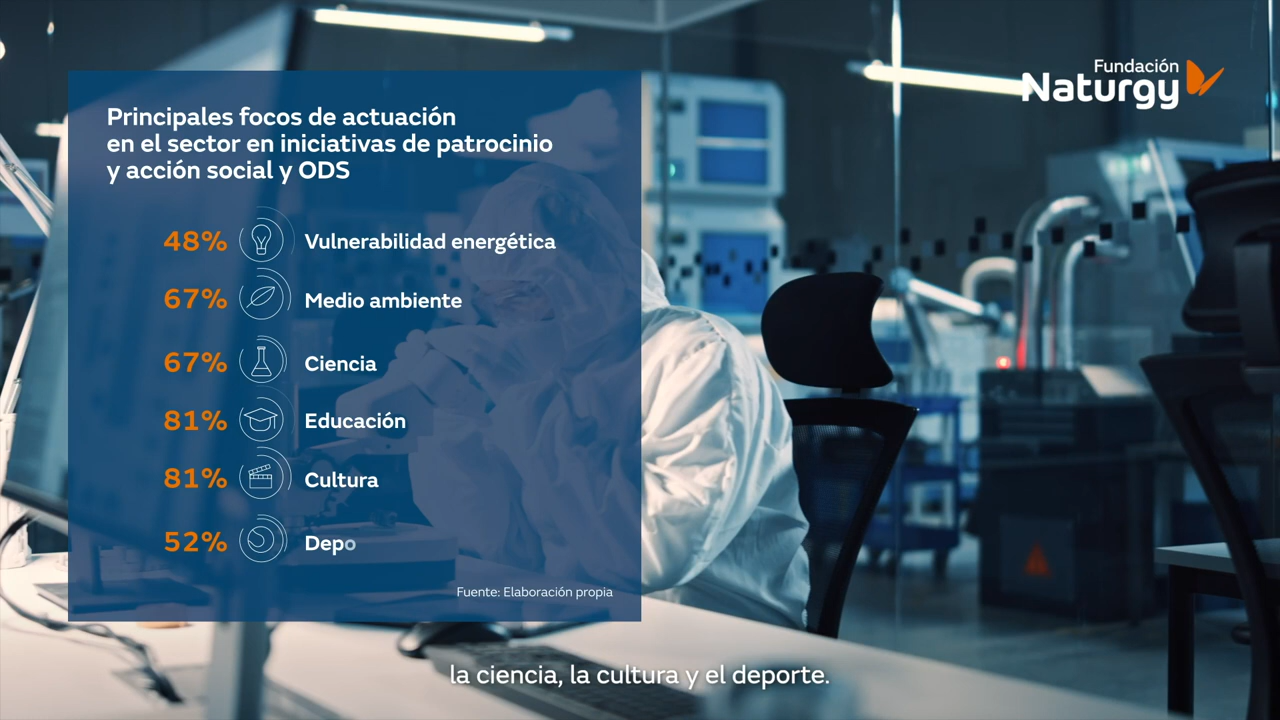 Fundación
Naturgy
Principales focos de actuación
en el sector en iniciativas de patrocinio
y acción social y ODS
48% Vulnerabilidad energética
67% Medio ambiente
67% Ciencia
81% Educación
81% Cultura
52% Depo
Fuente: Elaboración propia
la ciencia, la cultura y el deporte.